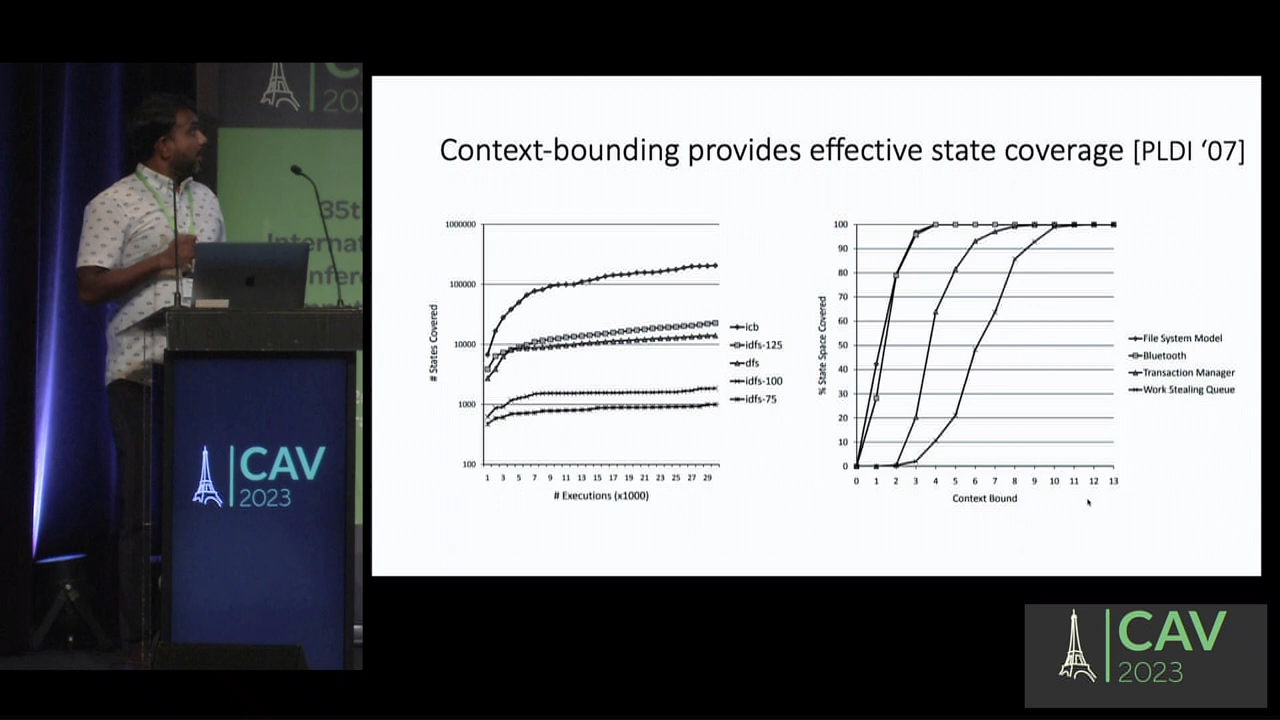 C
202
35t
Internat
onfere
CAV
2023
Context-bounding provides effective state coverage [PLDI ‘07]
1000000
100000
10000
1000
100
# States Covered
1 3 5 7 9 11 13 15 17 19 21 23 25 27 29
# Executions (x1000)
icb
idfs-125
dfs
idfs-100
idfs-75
100
90
80
70
60
50
40
30
20
10
0
% State Space Covered
0 1 2 3 4 5 6 7 8 9 10 11 12 13
Context Bound
File System Model
Bluetooth
Transaction Manager
Work Stealing Queue
CAV
2023